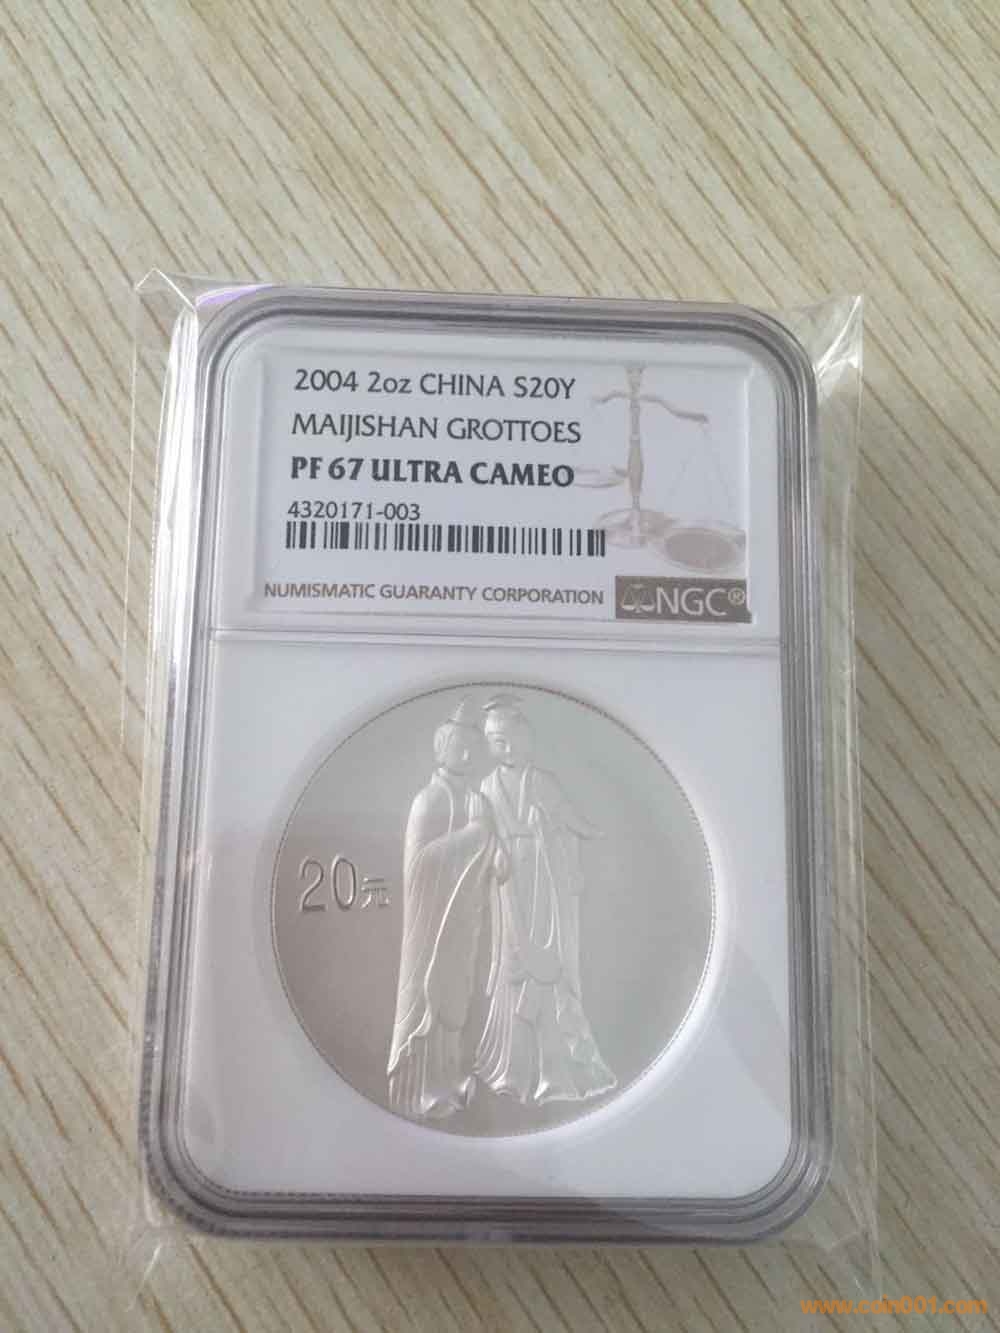 2004 2oz CHINA S20Y
MAIJISHAN GROTTOES
PF 67 ULTRA CAMEO
4320171-003
NUMISMATIC GUARANTY CORPORATION
NGC®
20元
www.coin001.com